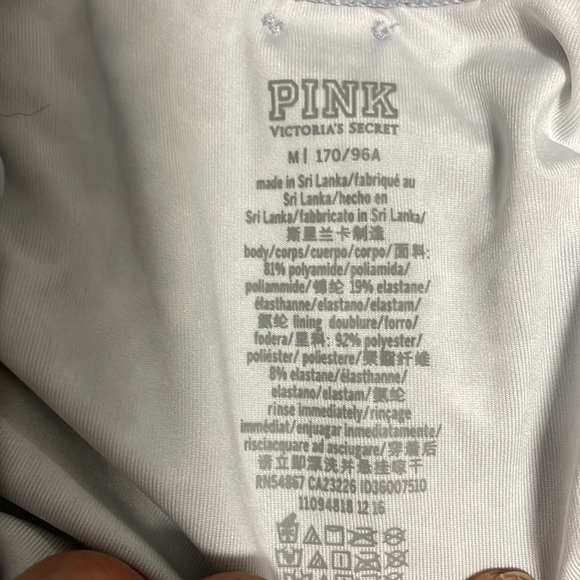 PINK
VICTORIA'S SECRET
M| 170/96A
made in Sri Lanka/fabriqué au
Sri Lanka/hecho en
Sri Lanka/fabbricato in Sri Lanka/
斯里兰卡制造
body/corps/cuerpo/corpo/面料:
81% polyamide/poliamida/
poliammide/锦纶 19% elastane/
élasthanne/elastano/elastam/
氨纶 lining doublure/forro/
fodera/里料: 92% polyester/
poliéster/ poliestere/聚酯纤维
8% elastane/élasthanne/
elastano/elastam/氨纶
rinse immediately/rinçage
immédiat/enjuagar inmediatamente/
risciacquare ad asciugare/穿着后
请立即漂洗并悬挂晾干
RN54867 CA23226 ID36007510
11094818 12 16